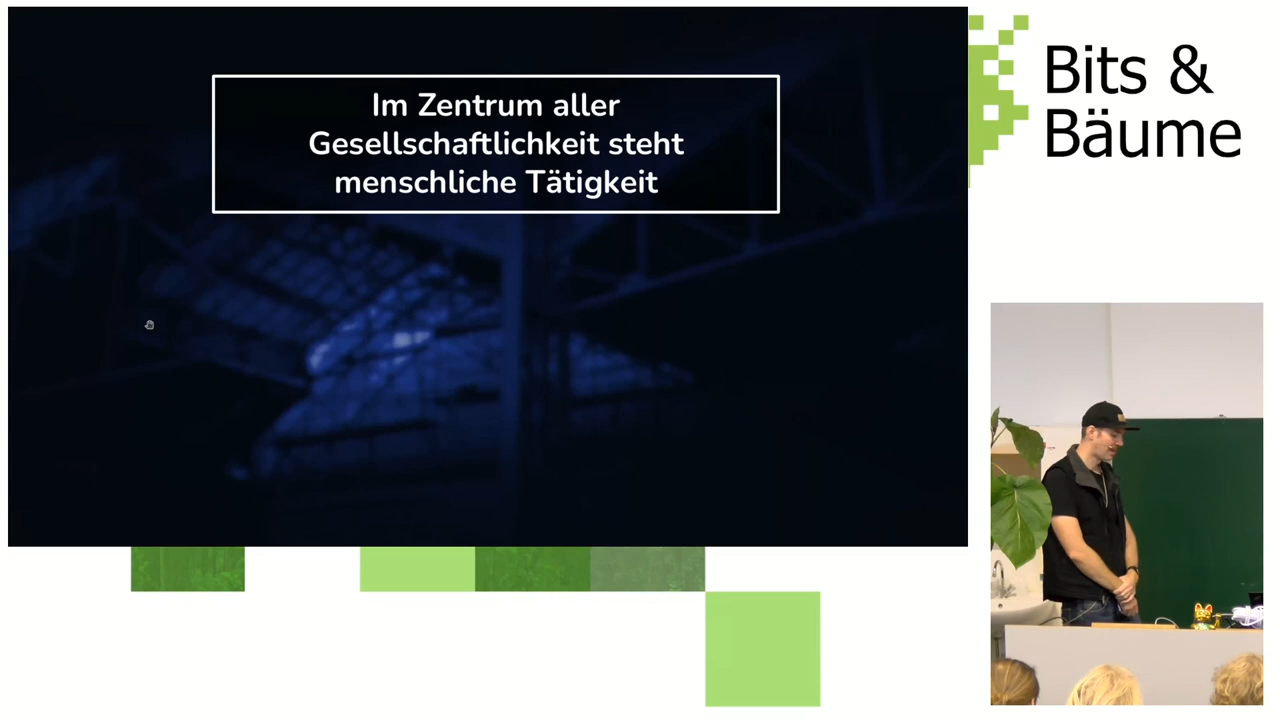 Im Zentrum aller
Gesellschaftlichkeit steht
menschliche Tätigkeit
Bits &
Bäume